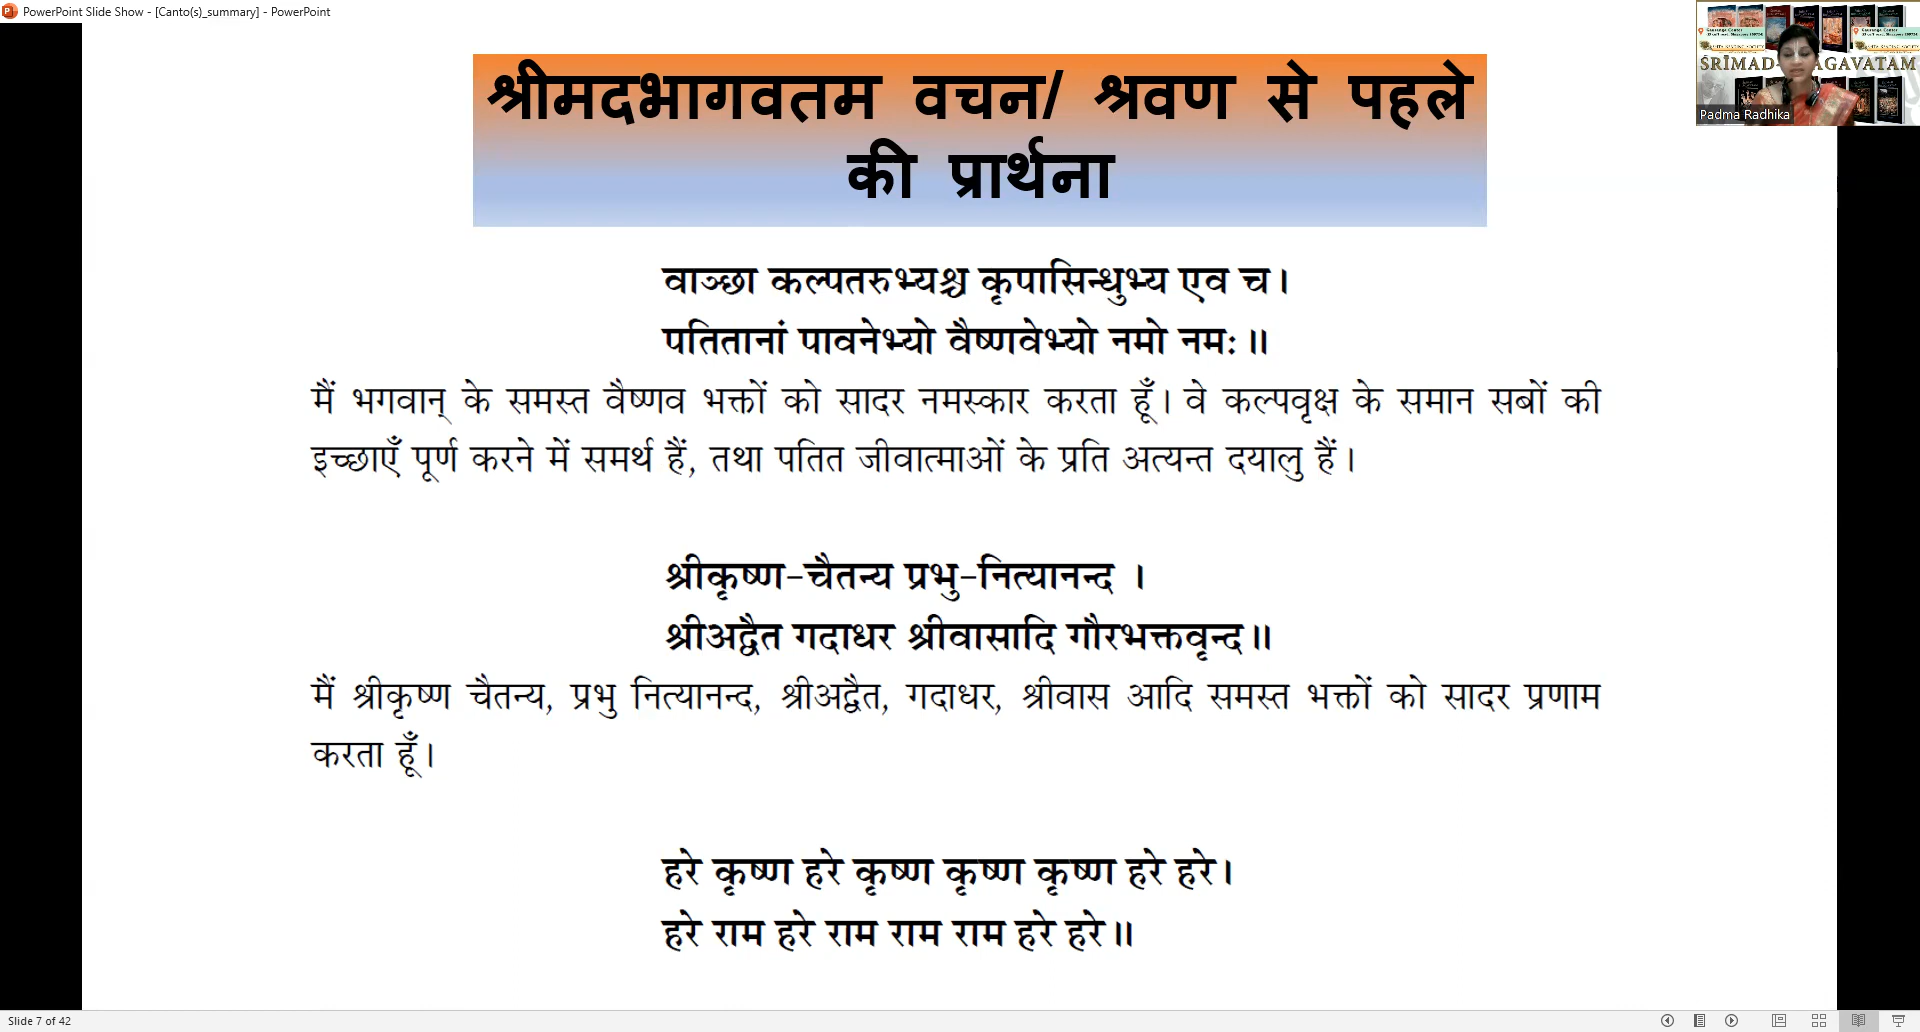 PowerPoint Slide Show - [Canto(s)_summary] - PowerPoint
श्रीमदभागवतम वचन/ श्रवण से पहले
की प्रार्थना
वाञ्छा कल्पतरुभ्यश्च कृपासिन्धुभ्य एव च।
पतितानां पावनेभ्यो वैष्णवेभ्यो नमो नमः॥
मैं भगवान् के समस्त वैष्णव भक्तों को सादर नमस्कार करता हूँ। वे कल्पवृक्ष के समान सबों की
इच्छाएँ पूर्ण करने में समर्थ हैं, तथा पतित जीवात्माओं के प्रति अत्यन्त दयालु हैं।
श्रीकृष्ण-चैतन्य प्रभु-नित्यानन्द ।
श्रीअद्वैत गदाधर श्रीवासादि गौरभक्तवृन्द॥
मैं श्रीकृष्ण चैतन्य, प्रभु नित्यानन्द, श्रीअद्वैत, गदाधर, श्रीवास आदि समस्त भक्तों को सादर प्रणाम
करता हूँ।
हरे कृष्ण हरे कृष्ण कृष्ण कृष्ण हरे हरे।
हरे राम हरे राम राम राम हरे हरे॥
Padma Radhika
Slide 7 of 42